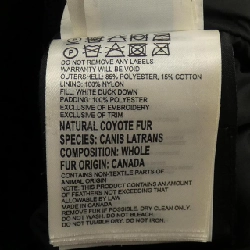 DO NOT REMOVE ANY LABELS
WARRANTY WILL BE VOID
OUTERSHELL: 85% POLYESTER, 15% COTTON
LINING: 100% NYLON
FILL: WHITE DUCK DOWN
PADDING: 100% POLYESTER
EXCLUSIVE OF EMBROIDERY
EXCLUSIVE OF TRIM
NATURAL COYOTE FUR
SPECIES: CANIS LATRANS
COMPOSITION: WHOLE
FUR ORIGIN: CANADA
CONTAINS NON-TEXTILE PARTS OF
ANIMAL ORIGIN
NOTE: THIS PRODUCT CONTAINS AN AMOUNT
OF FEATHERS NOT EXCEEDING THAT
ALLOWABLE BY LAW
MADE IN CANADA
REMOVE FUR IF POSSIBLE. DRY CLEAN ONLY.
DO NOT WASH. DO NOT BLEACH.
DO NOT TUMBLE DRY. DO NOT